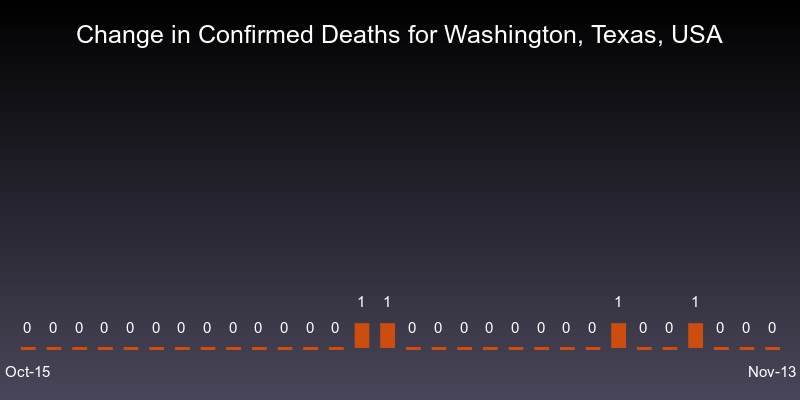 Change in Confirmed Deaths for Washington, Texas, USA
1 1 1 1
0 0 0 0 0 0 0 0 0 0 0 0 0 0 0 0 0 0 0 0 0 0 0 0 0 0
Oct-15 Nov-13